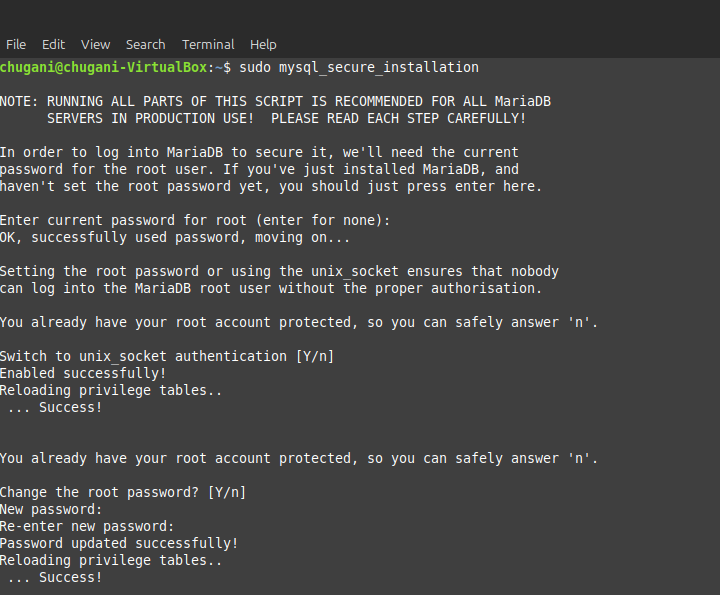 File Edit View Search Terminal Help
chugani@chugani-VirtualBox:~$ sudo mysql_secure_installation
NOTE: RUNNING ALL PARTS OF THIS SCRIPT IS RECOMMENDED FOR ALL MariaDB
SERVERS IN PRODUCTION USE!  PLEASE READ EACH STEP CAREFULLY!
In order to log into MariaDB to secure it, we'll need the current
password for the root user. If you've just installed MariaDB, and
haven't set the root password yet, you should just press enter here.
Enter current password for root (enter for none):
OK, successfully used password, moving on...
Setting the root password or using the unix_socket ensures that nobody
can log into the MariaDB root user without the proper authorisation.
You already have your root account protected, so you can safely answer 'n'.
Switch to unix_socket authentication [Y/n]
Enabled successfully!
Reloading privilege tables..
... Success!
You already have your root account protected, so you can safely answer 'n'.
Change the root password? [Y/n]
New password:
Re-enter new password:
Password updated successfully!
Reloading privilege tables..
... Success!